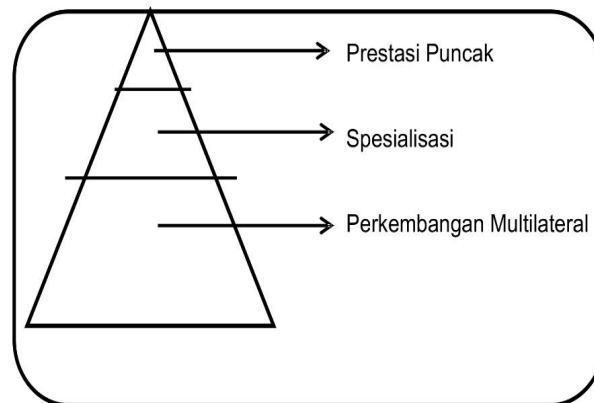 Prestasi Puncak
Spesialisasi
Perkembangan Multilateral